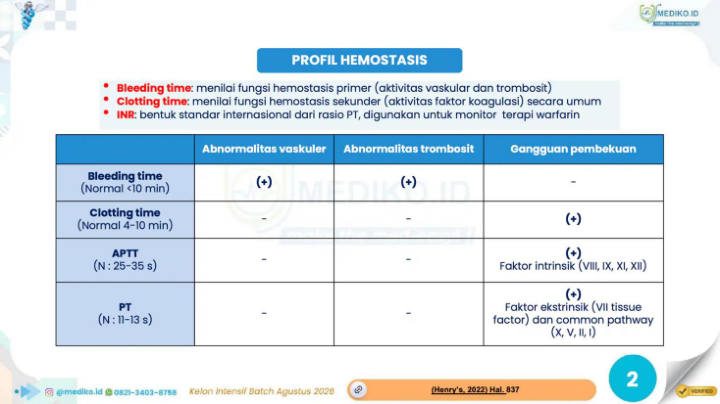 MEDIKO.ID
PROFIL HEMOSTASIS
• Bleeding time: menilai fungsi hemostasis primer (aktivitas vaskular dan trombosit)
• Clotting time: menilai fungsi hemostasis sekunder (aktivitas faktor koagulasi) secara umum
• INR: bentuk standar internasional dari rasio PT, digunakan untuk monitor terapi warfarin
Abnormalitas vaskuler Abnormalitas trombosit Gangguan pembekuan
Bleeding time
(Normal <10 min)
(+) (+) -
Clotting time
(Normal 4-10 min)
- - (+)
APTT
(N : 25-35 s)
- - (+)
Faktor intrinsik (VIII, IX, XI, XII)
PT
(N : 11-13 s)
- - (+)
Faktor ekstrinsik (VII tissue
factor) dan common pathway
(X, V, II, I)
MEDIKO.ID
@mediko.id 0821-3403-8758 Kelon Intensif Batch Agustus 2026
(Henry's, 2022) Hal. 837
2
VERIFIED